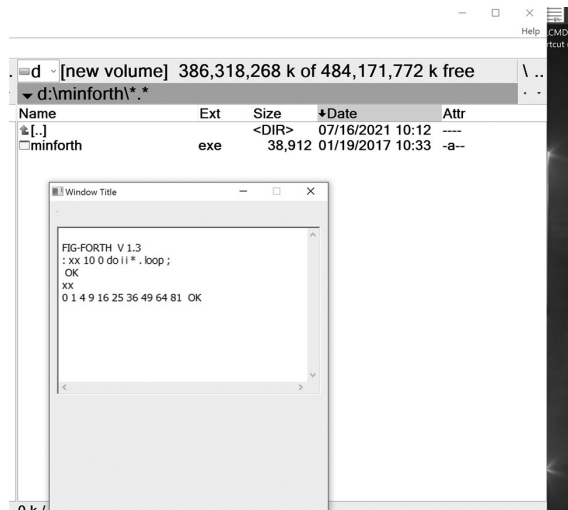 Help
CMD
rtcut
d [new volume] 386,318,268 k of 484,171,772 k free \ ..
d:\minforth\*.*
Name Ext Size Date Attr
[..] <DIR> 07/16/2021 10:12 ----
minforth exe 38,912 01/19/2017 10:33 -a--
Window Title
FIG-FORTH V 1.3
: xx 10 0 do i i * . loop ;
OK
xx
0 1 4 9 16 25 36 49 64 81 OK